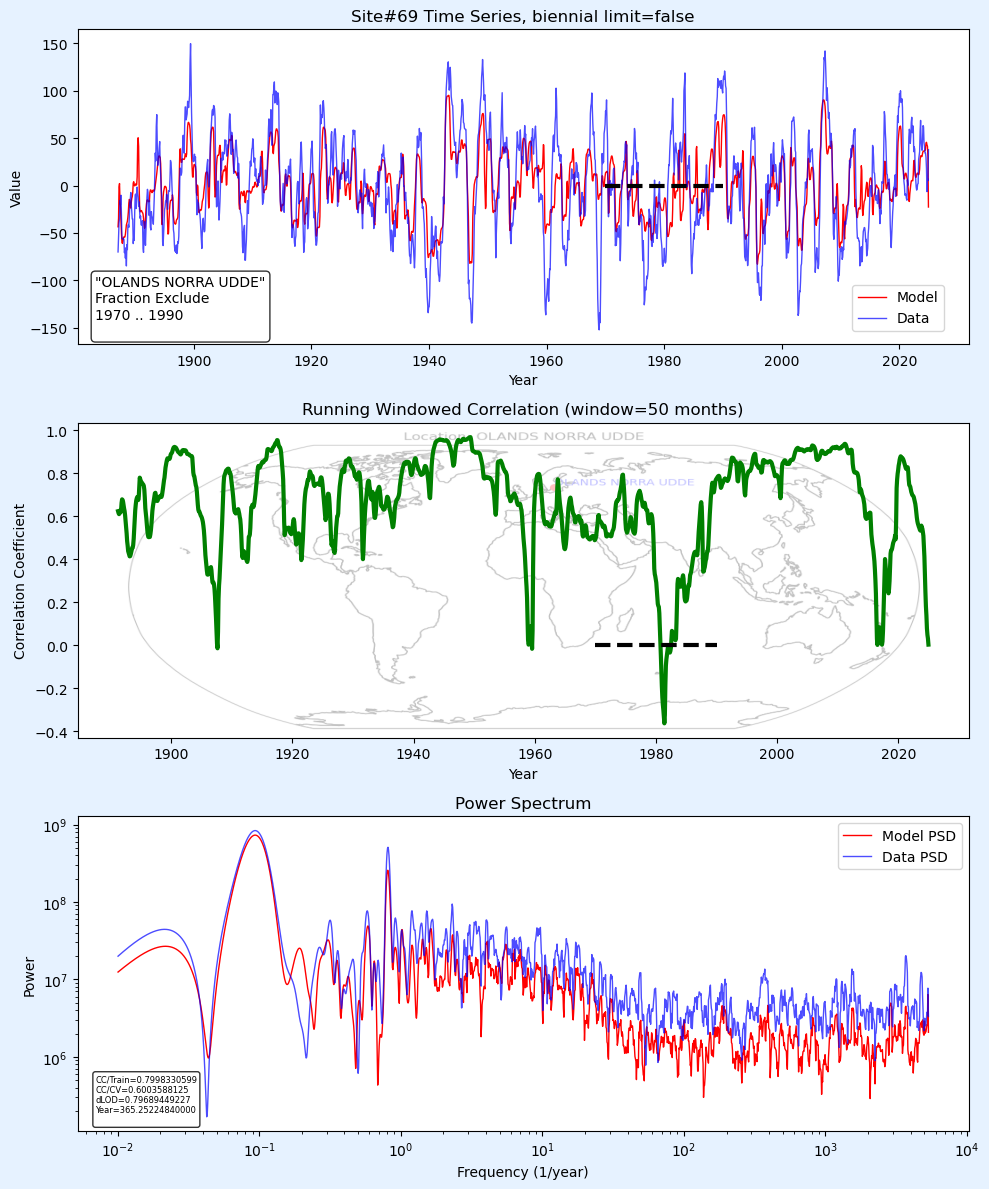 Site#69 Time Series, biennial limit=false
150
100
50
0
−50
−100
−150
Value
"OLANDS NORRA UDDE"
Fraction Exclude
1970 .. 1990
Model
Data
1900
1920
1940
1960
1980
2000
2020
Year
Running Windowed Correlation (window=50 months)
1.0
0.8
0.6
0.4
0.2
0.0
−0.2
−0.4
Correlation Coefficient
Location: OLANDS NORRA UDDE
OLANDS NORRA UDDE
1900
1920
1940
1960
1980
2000
2020
Year
Power Spectrum
10⁹
10⁸
10⁷
10⁶
Power
Model PSD
Data PSD
CC/Train=0.7998330599
CC/CV=0.6003588125
dLOD=0.79689449227
Year=365.25224840000
10⁻²
10⁻¹
10⁰
10¹
10²
10³
10⁴
Frequency (1/year)